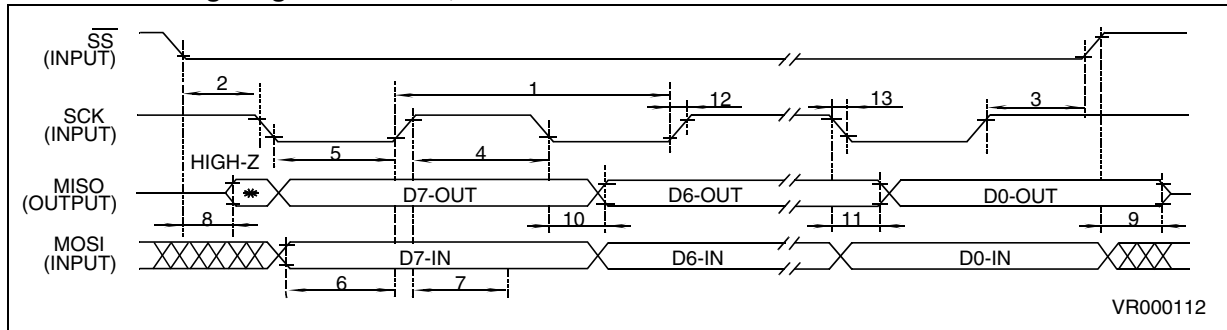 SS
(INPUT)
2
1
12
13
3
SCK
(INPUT)
5
4
HIGH-Z
MISO
(OUTPUT)
D7-OUT
D6-OUT
D0-OUT
8
10
11
9
MOSI
(INPUT)
D7-IN
D6-IN
D0-IN
6
7
VR000112